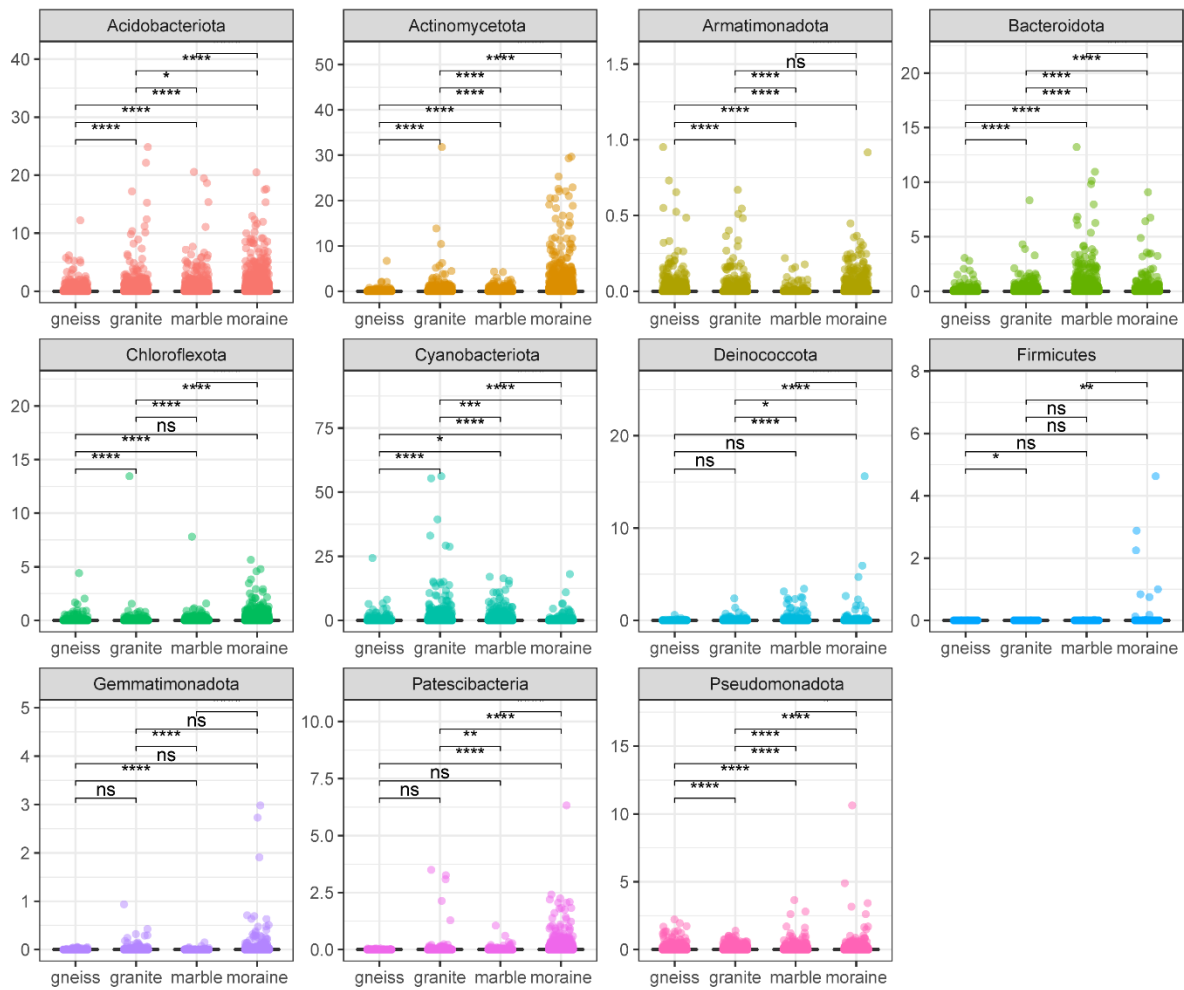 Acidobacteriota
40
30
20
10
0
****
*
****
****
****
gneiss granite marble moraine
Actinomycetota
50
40
30
20
10
0
****
****
****
****
****
gneiss granite marble moraine
Armatimonadota
1.5
1.0
0.5
0.0
ns
****
****
****
****
gneiss granite marble moraine
Bacteroidota
20
15
10
5
0
****
****
****
****
****
gneiss granite marble moraine
Chloroflexota
20
15
10
5
0
****
****
ns
****
****
gneiss granite marble moraine
Cyanobacteriota
75
50
25
0
****
***
****
*
****
gneiss granite marble moraine
Deinococcota
20
10
0
****
*
****
ns
ns
gneiss granite marble moraine
Firmicutes
8
6
4
2
0
**
ns
ns
ns
*
gneiss granite marble moraine
Gemmatimonadota
5
4
3
2
1
0
ns
****
ns
****
ns
gneiss granite marble moraine
Patescibacteria
10.0
7.5
5.0
2.5
0.0
****
**
****
ns
ns
gneiss granite marble moraine
Pseudomonadota
15
10
5
0
****
****
****
****
****
gneiss granite marble moraine